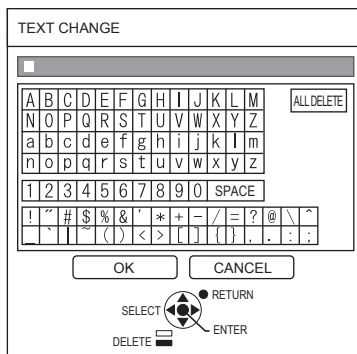 TEXT CHANGE
A B C D E F G H I J K L M ALL DELETE
N O P Q R S T U V W X Y Z
a b c d e f g h i j k l m
n o p q r s t u v w x y z
1 2 3 4 5 6 7 8 9 0 SPACE
! " # $ % & ' * + - / = ? @ \ ^
_ ` | ~ ( ) < > [ ] { } , . : ;
OK CANCEL
RETURN
SELECT
ENTER
DELETE